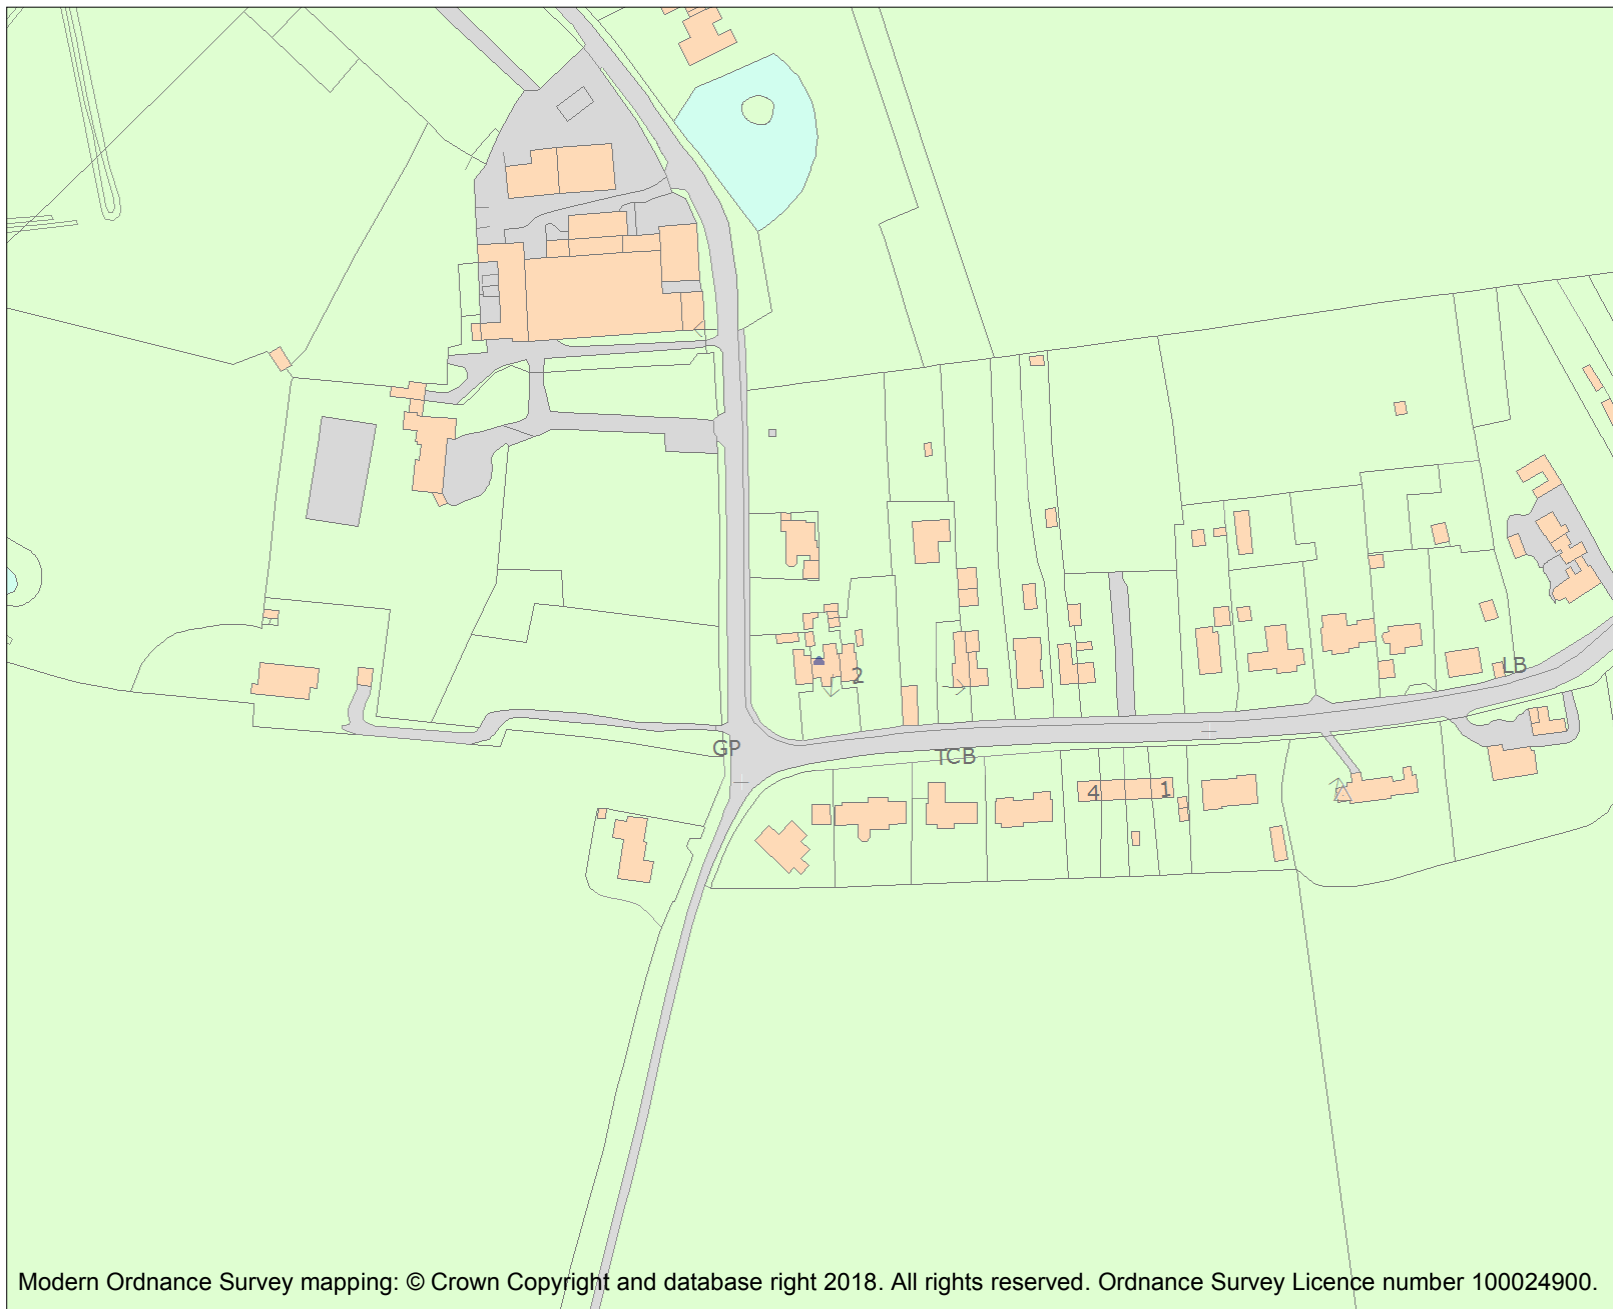 LB
2
GP
TCB
4
1
Modern Ordnance Survey mapping: © Crown Copyright and database right 2018. All rights reserved. Ordnance Survey Licence number 100024900.